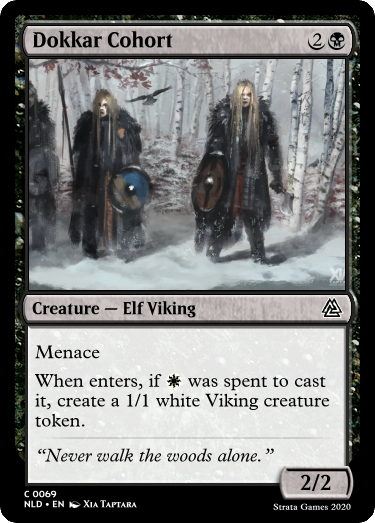 Dokkar Cohort 2
Creature — Elf Viking
Menace
When enters, if was spent to cast
it, create a 1/1 white Viking creature
token.
“Never walk the woods alone.”
2/2
C 0069
NLD • EN Xia Taptara
Strata Games 2020